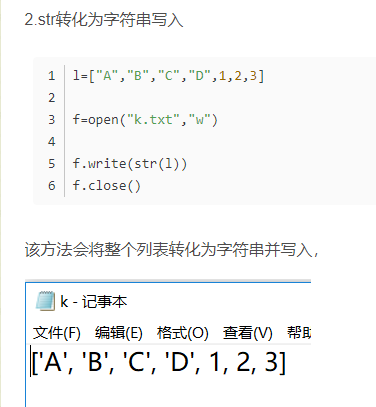 2.str转化为字符串写入
1 l=["A","B","C","D",1,2,3]
2
3 f=open("k.txt","w")
4
5 f.write(str(l))
6 f.close()
该方法会将整个列表转化为字符串并写入，
k - 记事本
文件(F) 编辑(E) 格式(O) 查看(V) 帮助
['A', 'B', 'C', 'D', 1, 2, 3]